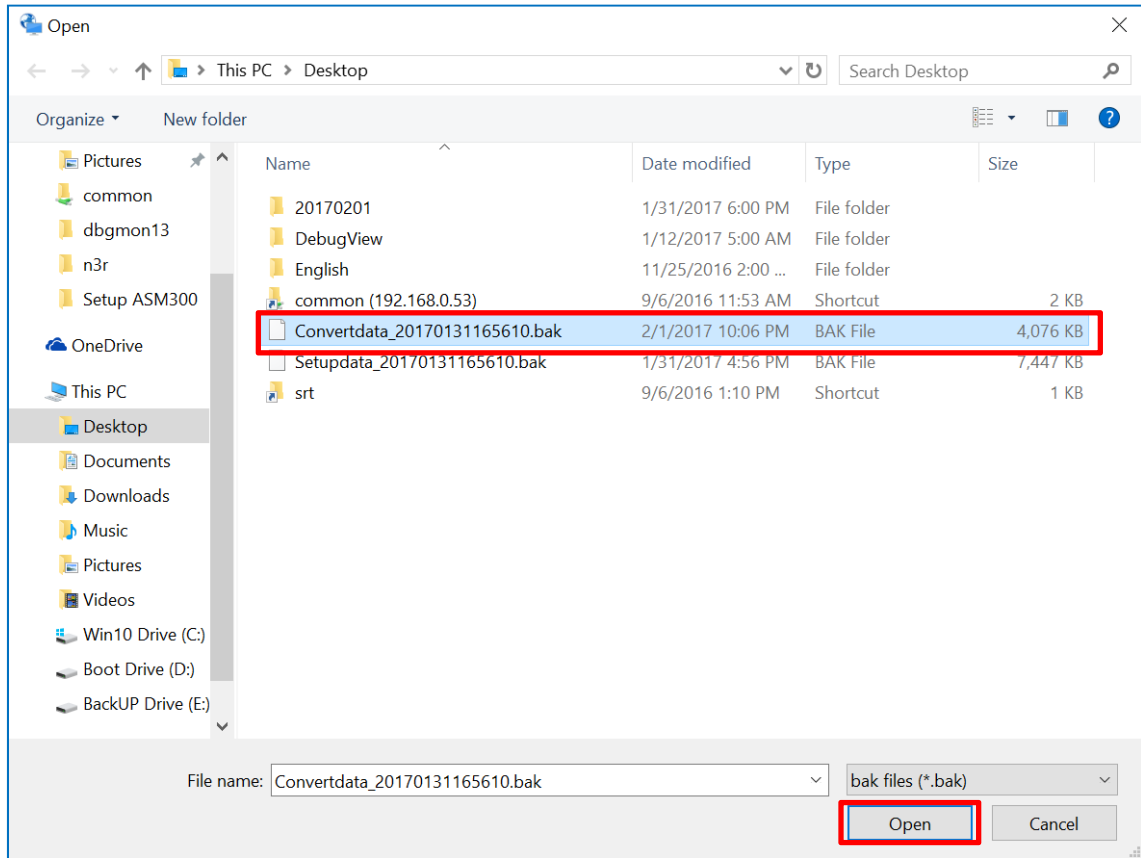 Open
This PC > Desktop
Search Desktop
Organize
New folder
Pictures
common
dbgmon13
n3r
Setup ASM300
OneDrive
This PC
Desktop
Documents
Downloads
Music
Pictures
Videos
Win10 Drive (C:)
Boot Drive (D:)
BackUP Drive (E:)
Name Date modified Type Size
20170201 1/31/2017 6:00 PM File folder
DebugView 1/12/2017 5:00 AM File folder
English 11/25/2016 2:00 ... File folder
common (192.168.0.53) 9/6/2016 11:53 AM Shortcut 2 KB
Convertdata_20170131165610.bak 2/1/2017 10:06 PM BAK File 4,076 KB
Setupdata_20170131165610.bak 1/31/2017 4:56 PM BAK File 7,447 KB
srt 9/6/2016 1:10 PM Shortcut 1 KB
File name: Convertdata_20170131165610.bak
bak files (*.bak)
Open
Cancel